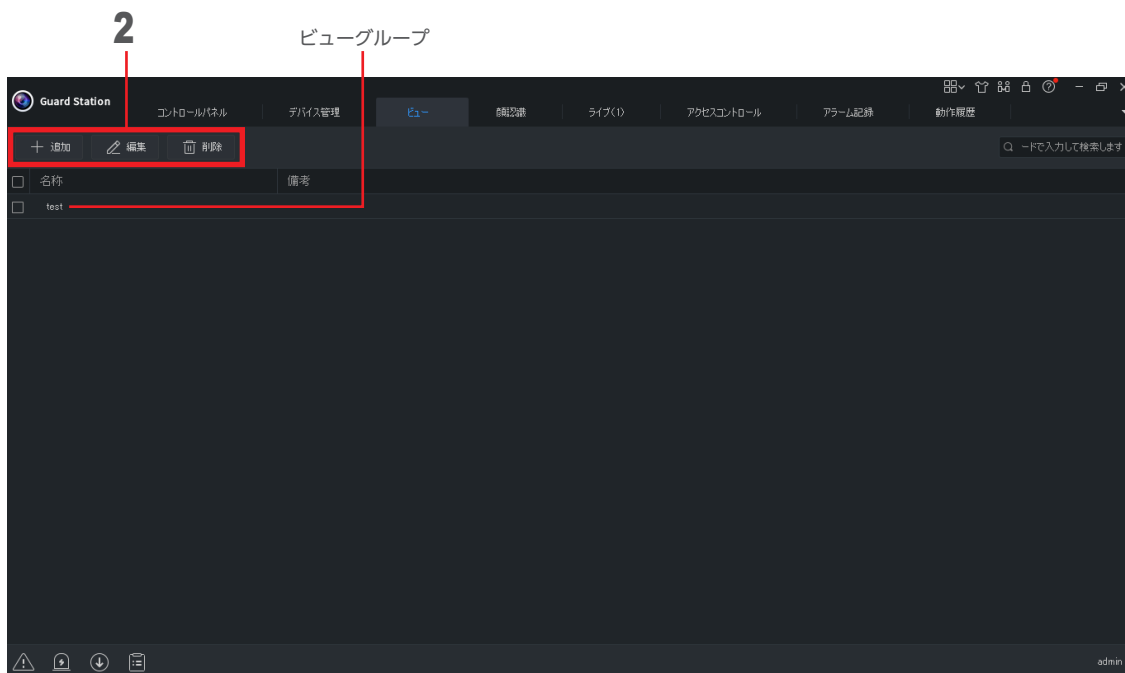 2
ビューグループ
Guard Station
コントロールパネル
デバイス管理
ビュー
顔認識
ライブ(1)
アクセスコントロール
アラーム記録
動作履歴
追加
編集
削除
ードで入力して検索します
名称
備考
test
admin